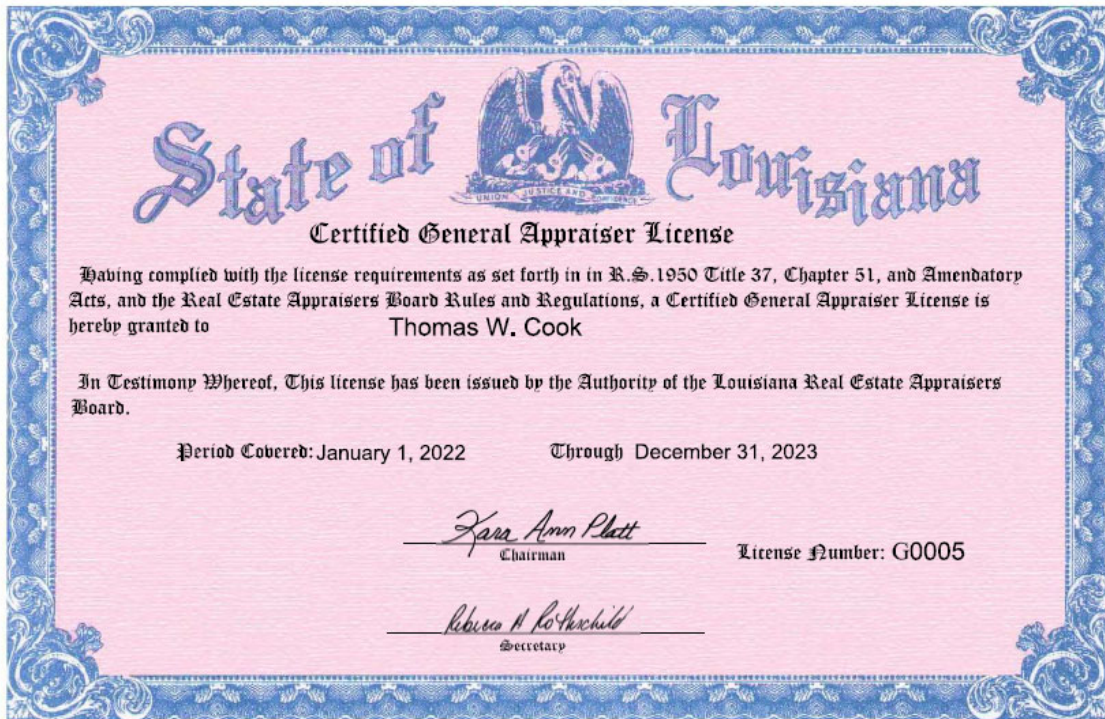 State of Louisiana
UNION JUSTICE AND CONFIDENCE
Certified General Appraiser License
Having complied with the license requirements as set forth in in R.S.1950 Title 37, Chapter 51, and Amendatory
Acts, and the Real Estate Appraisers Board Rules and Regulations, a Certified General Appraiser License is
hereby granted to Thomas W. Cook
In Testimony Whereof, This license has been issued by the Authority of the Louisiana Real Estate Appraisers
Board.
Period Covered: January 1, 2022 Through December 31, 2023
Kara Ann Platt
Chairman
License Number: G0005
Rebecca A Rothschild
Secretary